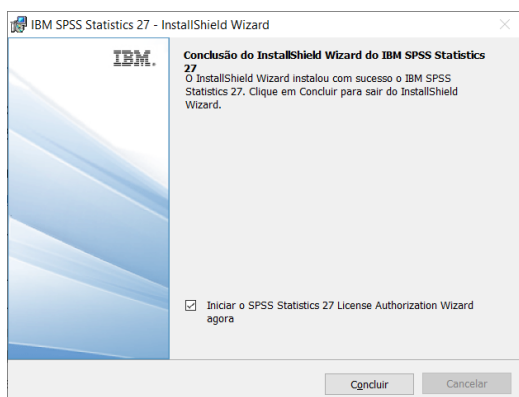 IBM SPSS Statistics 27 - InstallShield Wizard
IBM.
Conclusão do InstallShield Wizard do IBM SPSS Statistics
27
O InstallShield Wizard instalou com sucesso o IBM SPSS
Statistics 27. Clique em Concluir para sair do InstallShield
Wizard.
Iniciar o SPSS Statistics 27 License Authorization Wizard
agora
Concluir
Cancelar